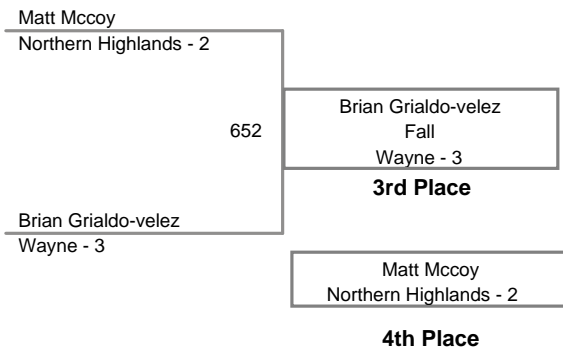 Matt Mccoy
Northern Highlands - 2
652
Brian Grialdo-velez
Fall
Wayne - 3
3rd Place
Brian Grialdo-velez
Wayne - 3
Matt Mccoy
Northern Highlands - 2
4th Place